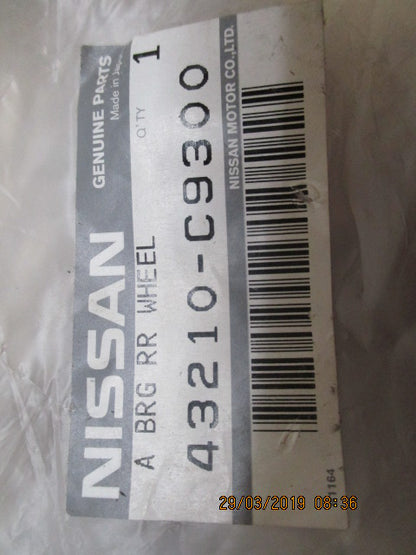 NISSAN
GENUINE PARTS
Made in Japan
A BRG RR WHEEL
Q'TY 1
43210-C9300
NISSAN MOTOR CO.,LTD.
1164
29/03/2019 08:36